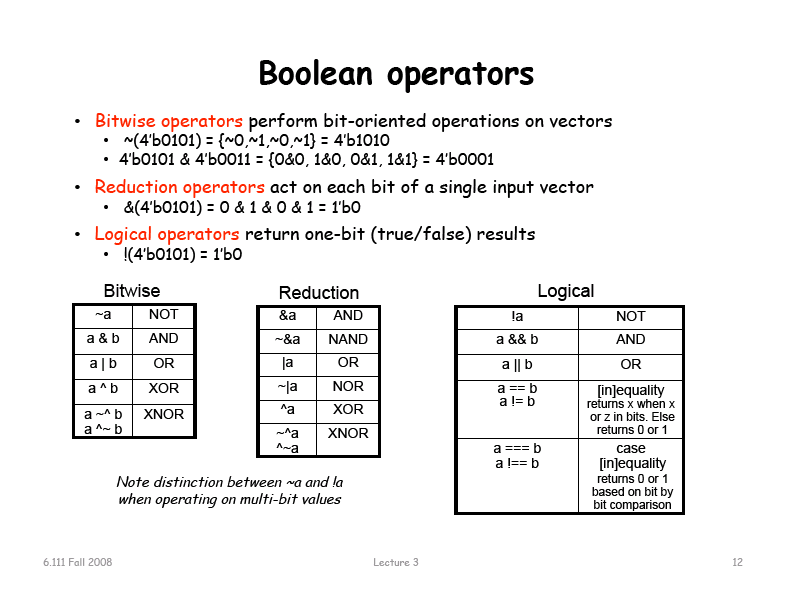 Boolean operators
• Bitwise operators perform bit-oriented operations on vectors
• ~(4’b0101) = {~0,~1,~0,~1} = 4’b1010
• 4’b0101 & 4’b0011 = {0&0, 1&0, 0&1, 1&1} = 4’b0001
• Reduction operators act on each bit of a single input vector
• &(4’b0101) = 0 & 1 & 0 & 1 = 1’b0
• Logical operators return one-bit (true/false) results
• !(4’b0101) = 1’b0
Bitwise
~a NOT
a & b AND
a | b OR
a ^ b XOR
a ~^ b XNOR
a ^~ b
Reduction
&a AND
~&a NAND
|a OR
~|a NOR
^a XOR
~^a XNOR
^~a
Logical
!a NOT
a && b AND
a || b OR
a == b [in]equality
a != b returns x when x
or z in bits. Else
returns 0 or 1
a === b case
a !== b [in]equality
returns 0 or 1
based on bit by
bit comparison
Note distinction between ~a and !a
when operating on multi-bit values
6.111 Fall 2008
Lecture 3
12